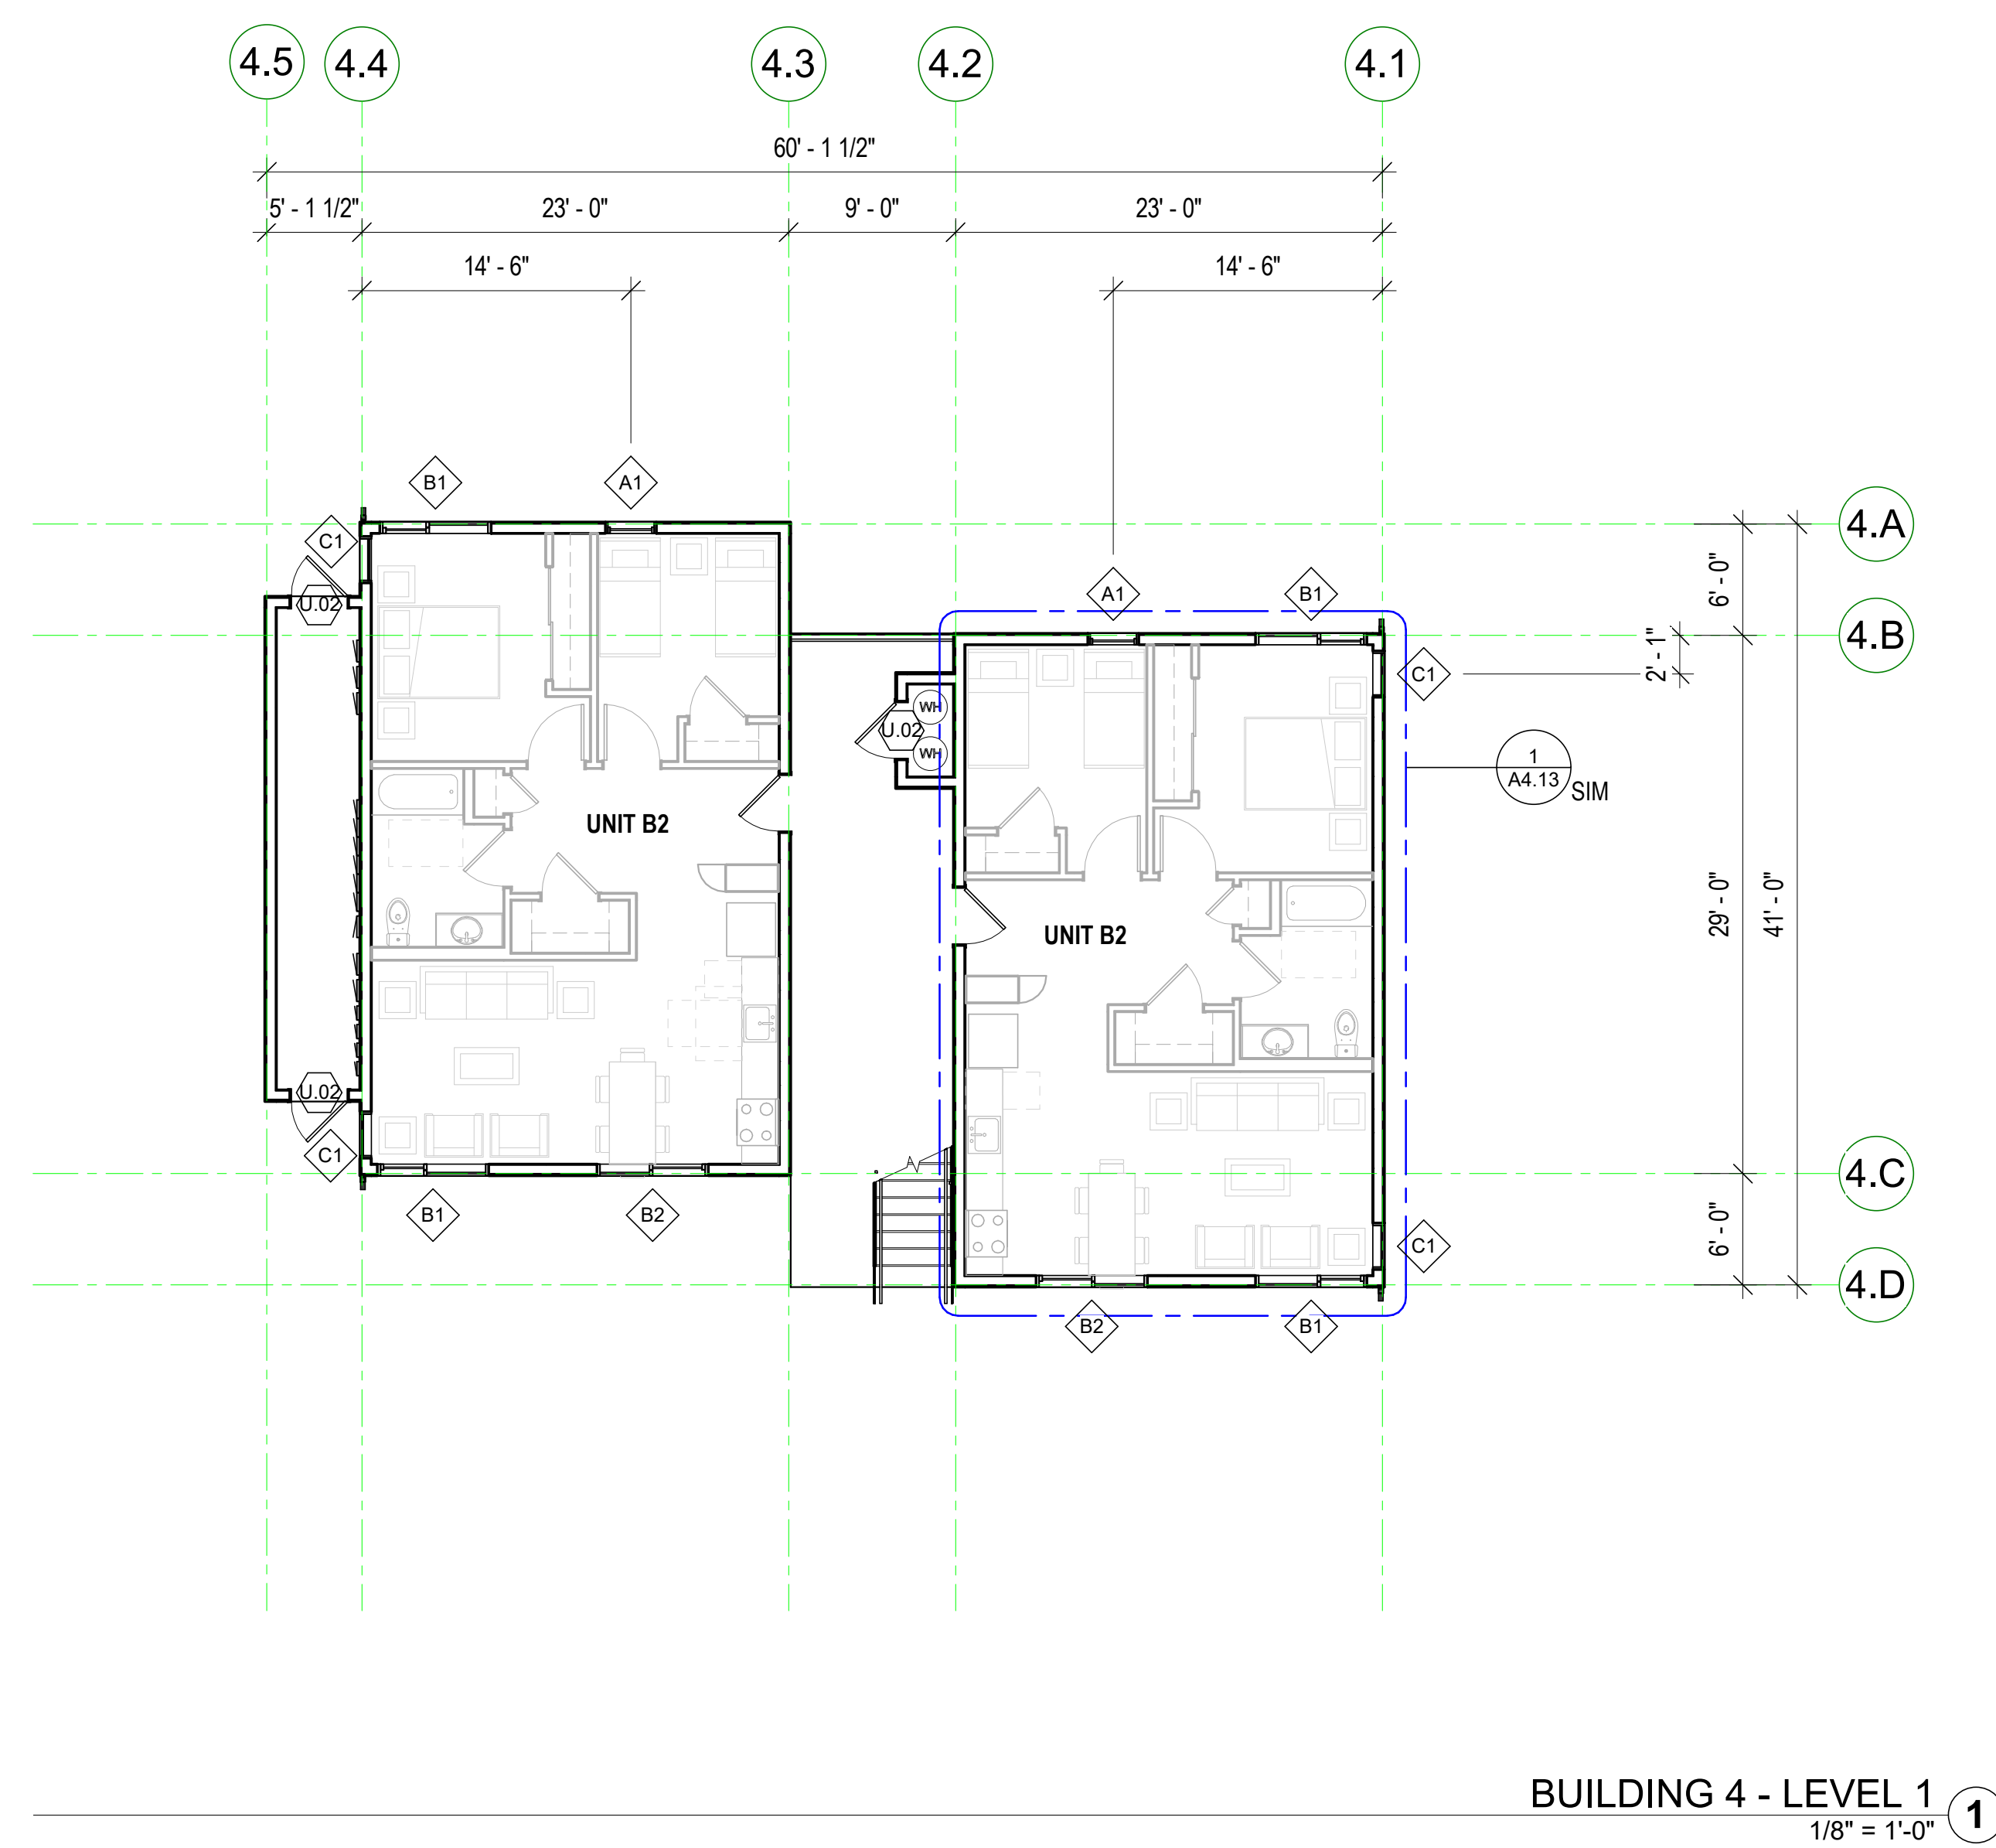 4.5
4.4
4.3
4.2
4.1
60' - 1 1/2"
5' - 1 1/2"
23' - 0"
9' - 0"
23' - 0"
14' - 6"
14' - 6"
B1
A1
C1
4.A
6' - 0"
A1
B1
U.02
4.B
2' - 1"
C1
WH
U.02
WH
1
A4.13
SIM
UNIT B2
29' - 0"
41' - 0"
UNIT B2
U.02
C1
4.C
B1
B2
6' - 0"
C1
4.D
B2
B1
BUILDING 4 - LEVEL 1
1
1/8" = 1'-0"